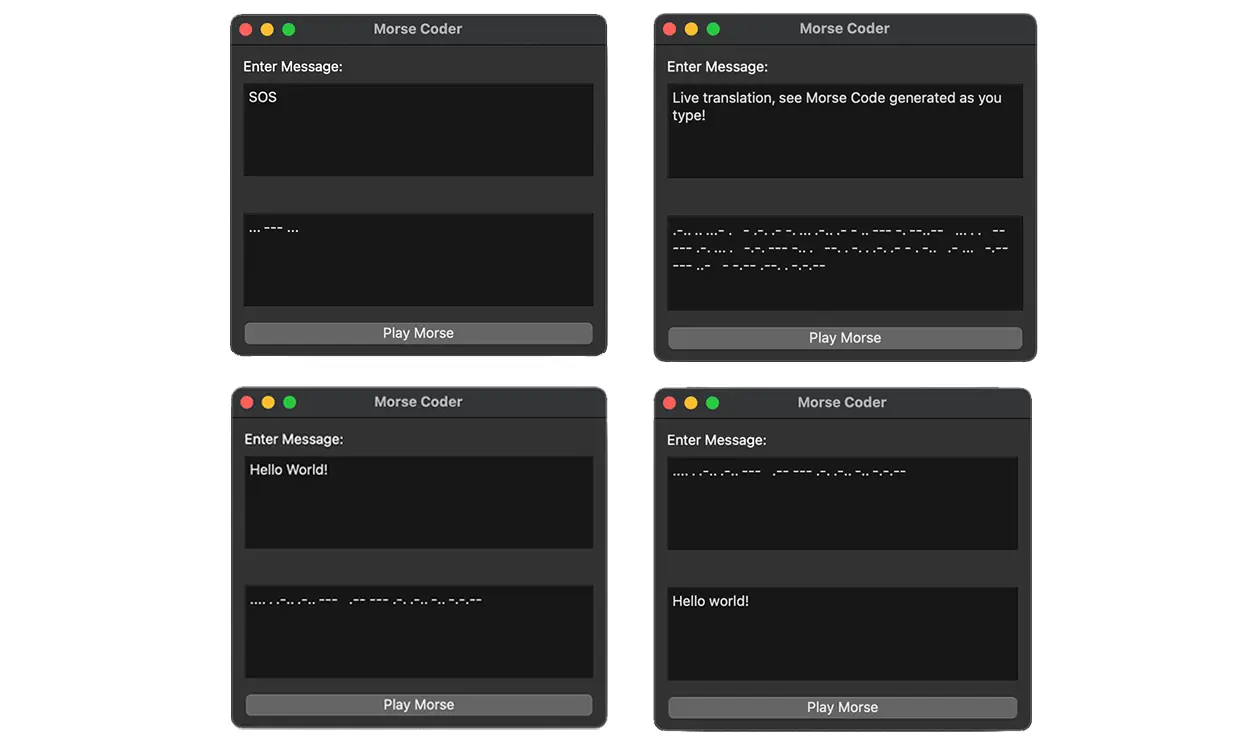 Morse Coder
Enter Message:
SOS
... --- ...
Play Morse
Morse Coder
Enter Message:
Live translation, see Morse Code generated as you
type!
.-.. .. ...- .   - .-. .- -. ... .-.. .- - .. --- -. --..--   ... . .   --
--- .-. ... .   -.-. --- -.. .   --. . -. . .-. .- - . -..   .- ...   -.--
--- ..-   - -.-- .--. . -.-.--
Play Morse
Morse Coder
Enter Message:
Hello World!
.... . .-.. .-.. ---   .-- --- .-. .-.. -.. -.-.--
Play Morse
Morse Coder
Enter Message:
.... . .-.. .-.. ---   .-- --- .-. .-.. -.. -.-.--
Hello world!
Play Morse